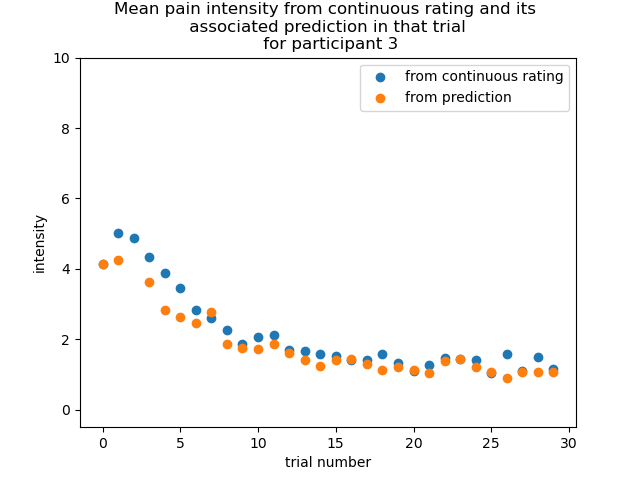 Mean pain intensity from continuous rating and its
associated prediction in that trial
for participant 3
from continuous rating
from prediction
10
8
6
4
2
0
intensity
0 5 10 15 20 25 30
trial number